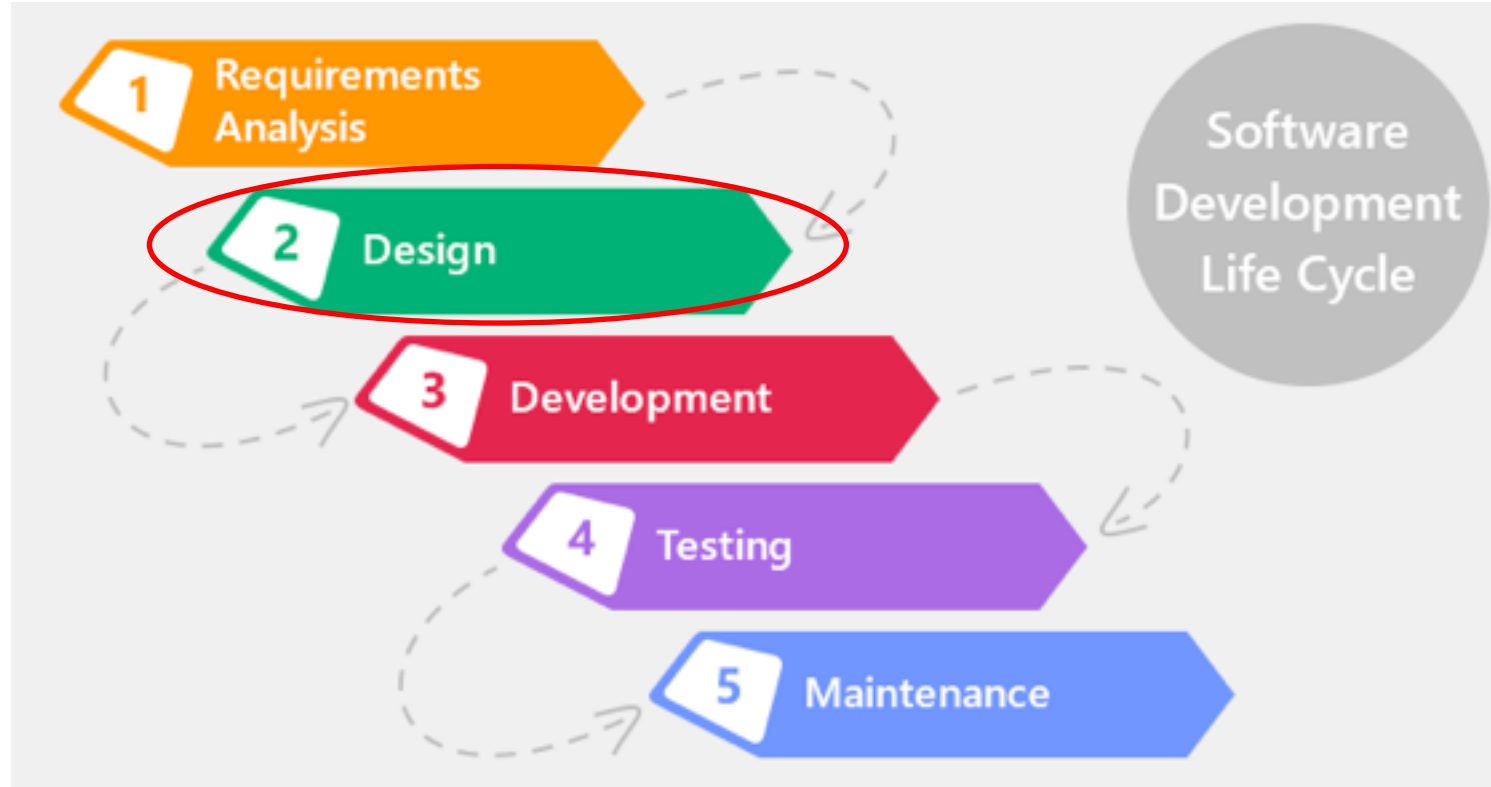 1
Requirements
Analysis
2
Design
3
Development
4
Testing
5
Maintenance
Software
Development
Life Cycle